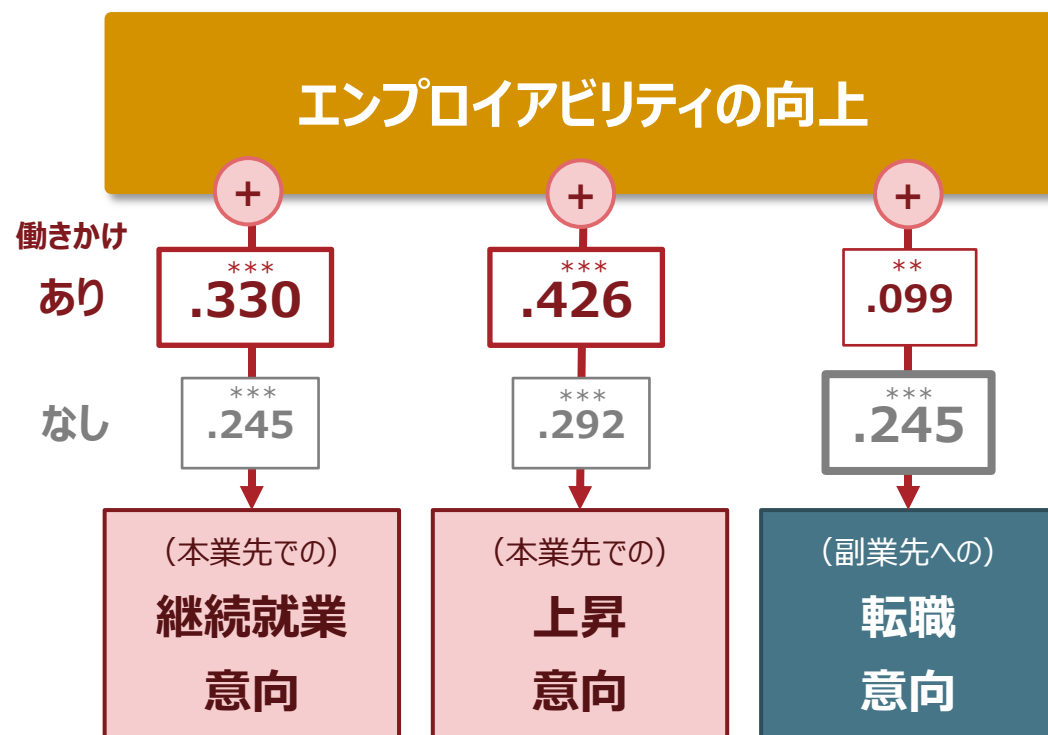 エンプロイアビリティの向上
+ + +
働きかけ
あり
***
.330
***
.426
**
.099
なし
***
.245
***
.292
***
.245
（本業先での）
継続就業
意向
（本業先での）
上昇
意向
（副業先への）
転職
意向